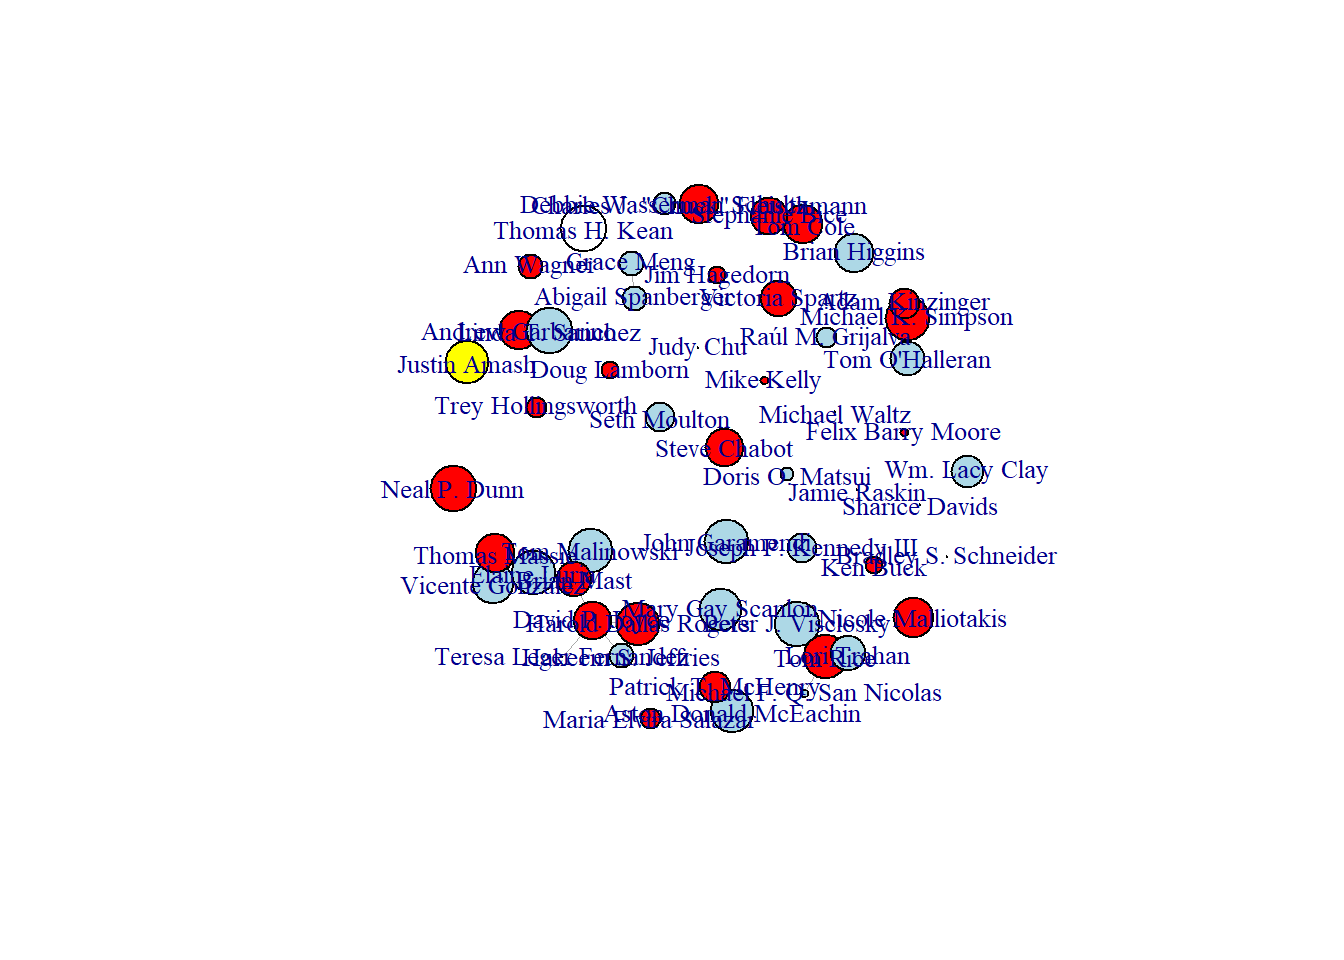 Debbie Wasserman Schultz
Charles J. "Chuck" Fleischmann
Stephanie Bice
Tom Cole
Thomas H. Kean
Brian Higgins
Ann Wagner
Grace Meng
Jim Hagedorn
Abigail Spanberger
Victoria Spartz
Adam Kinzinger
Michael K. Simpson
Andrew Garbarino
Linda T. Sanchez
Raúl M. Grijalva
Judy Chu
Tom O'Halleran
Justin Amash
Doug Lamborn
Mike Kelly
Trey Hollingsworth
Seth Moulton
Michael Waltz
Felix Barry Moore
Steve Chabot
Wm. Lacy Clay
Doris O. Matsui
Neal P. Dunn
Jamie Raskin
Sharice Davids
John Garamendi
Joseph P. Kennedy III
Thomas Massie
Tom Malinowski
Bradley S. Schneider
Ken Buck
Elaine Luria
Vicente Gonzalez
Brian Mast
Mary Gay Scanlon
David P. Joyce
Harold Dallas Rogers
Peter J. Visclosky
Nicole Malliotakis
Teresa Leger Fernandez
Hakeem S. Jeffries
Tom Rice
Lori Trahan
Patrick T. McHenry
Michael F. Q. San Nicolas
Aston Donald McEachin
Maria Elvira Salazar